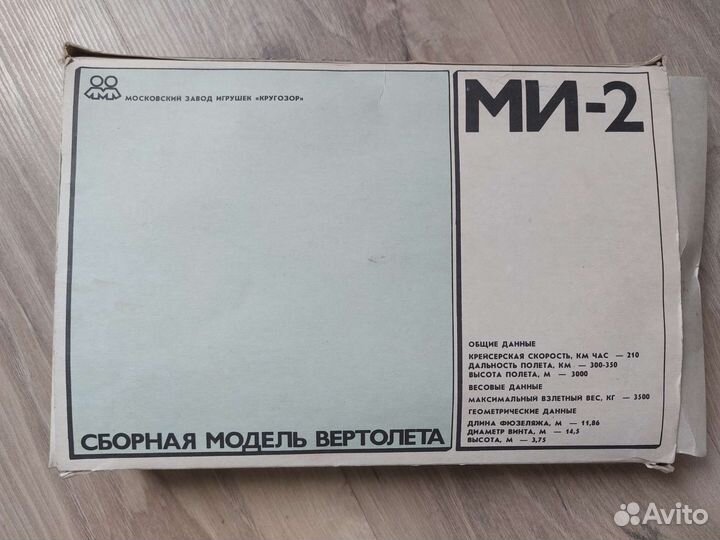 МОСКОВСКИЙ ЗАВОД ИГРУШЕК «КРУГОЗОР»
СБОРНАЯ МОДЕЛЬ ВЕРТОЛЕТА
МИ-2
ОБЩИЕ ДАННЫЕ
КРЕЙСЕРСКАЯ СКОРОСТЬ, КМ ЧАС — 210
ДАЛЬНОСТЬ ПОЛЕТА, КМ — 300-350
ВЫСОТА ПОЛЕТА, М — 3000
ВЕСОВЫЕ ДАННЫЕ
МАКСИМАЛЬНЫЙ ВЗЛЕТНЫЙ ВЕС, КГ — 3500
ГЕОМЕТРИЧЕСКИЕ ДАННЫЕ
ДЛИНА ФЮЗЕЛЯЖА, М — 11,86
ДИАМЕТР ВИНТА, М — 14,5
ВЫСОТА, М — 3,75
Avito